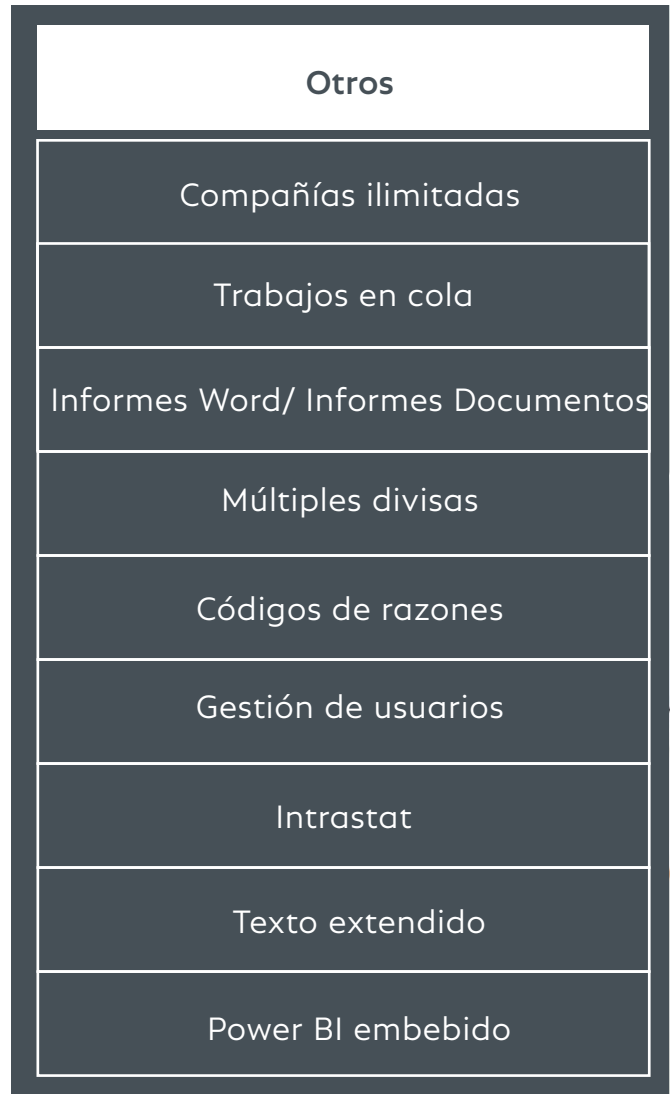 Otros
Compañías ilimitadas
Trabajos en cola
Informes Word/ Informes Documentos
Múltiples divisas
Códigos de razones
Gestión de usuarios
Intrastat
Texto extendido
Power BI embebido